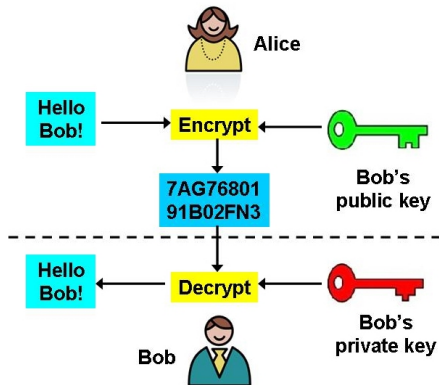 Alice
Hello
Bob!
Encrypt
Bob's
public key
7AG76801
91B02FN3
Hello
Bob!
Decrypt
Bob's
private key
Bob